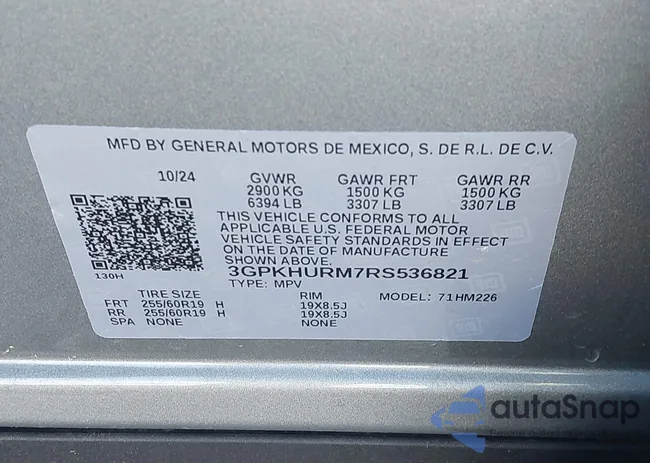 MFD BY GENERAL MOTORS DE MEXICO, S. DE R.L. DE C.V.
10/24 GVWR GAWR FRT GAWR RR
2900 KG 1500 KG 1500 KG
6394 LB 3307 LB 3307 LB
THIS VEHICLE CONFORMS TO ALL
APPLICABLE U.S. FEDERAL MOTOR
VEHICLE SAFETY STANDARDS IN EFFECT
ON THE DATE OF MANUFACTURE
SHOWN ABOVE.
130H
3GPKHURM7RS536821
TYPE: MPV
TIRE SIZE RIM MODEL: 71HM226
FRT 255/60R19 H 19X8.5J
RR 255/60R19 H 19X8.5J
SPA NONE NONE
autaSnap